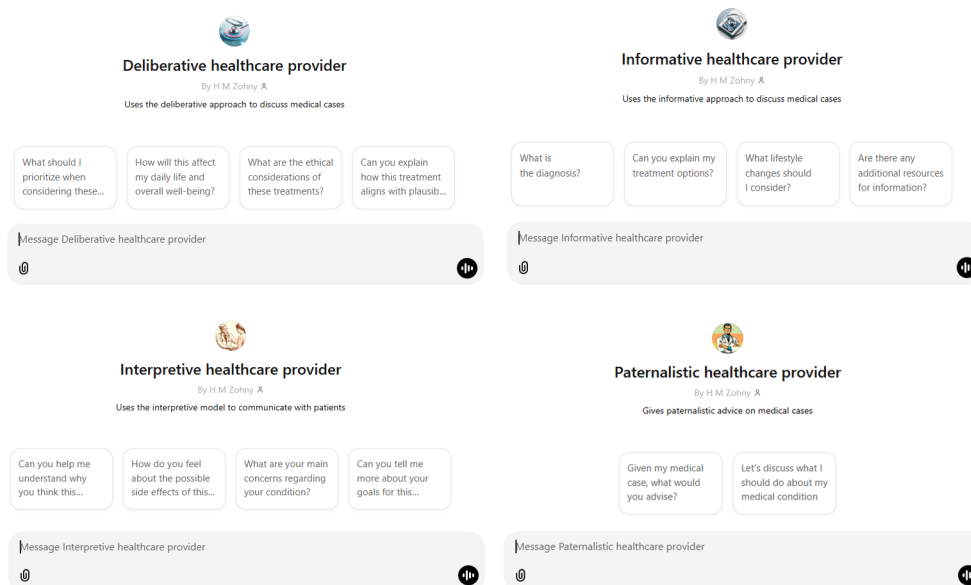 Deliberative healthcare provider
By H M Zohny
Uses the deliberative approach to discuss medical cases
What should I
prioritize when
considering these...
How will this affect
my daily life and
overall well-being?
What are the ethical
considerations of
these treatments?
Can you explain
how this treatment
aligns with plausib...
Message Deliberative healthcare provider
Informative healthcare provider
By H M Zohny
Uses the informative approach to discuss medical cases
What is
the diagnosis?
Can you explain my
treatment options?
What lifestyle
changes should
I consider?
Are there any
additional resources
for information?
Message Informative healthcare provider
Interpretive healthcare provider
By H M Zohny
Uses the interpretive model to communicate with patients
Can you help me
understand why
you think this...
How do you feel
about the possible
side effects of this...
What are your main
concerns regarding
your condition?
Can you tell me
more about your
goals for this...
Message Interpretive healthcare provider
Paternalistic healthcare provider
By H M Zohny
Gives paternalistic advice on medical cases
Given my medical
case, what would
you advise?
Let's discuss what I
should do about my
medical condition
Message Paternalistic healthcare provider